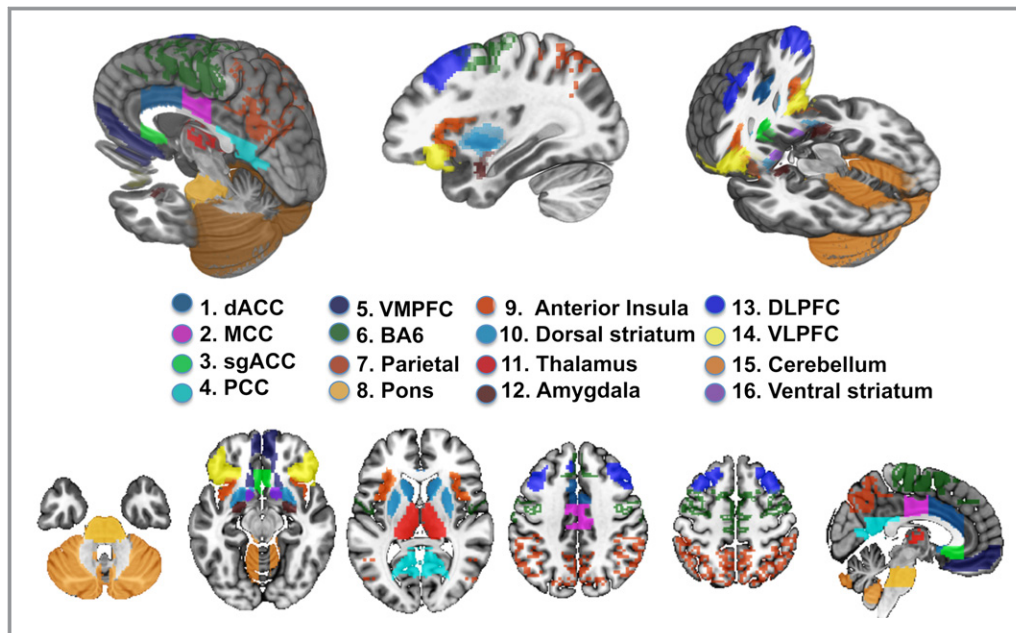 1. dACC
2. MCC
3. sgACC
4. PCC
5. VMPFC
6. BA6
7. Parietal
8. Pons
9. Anterior Insula
10. Dorsal striatum
11. Thalamus
12. Amygdala
13. DLPFC
14. VLPFC
15. Cerebellum
16. Ventral striatum